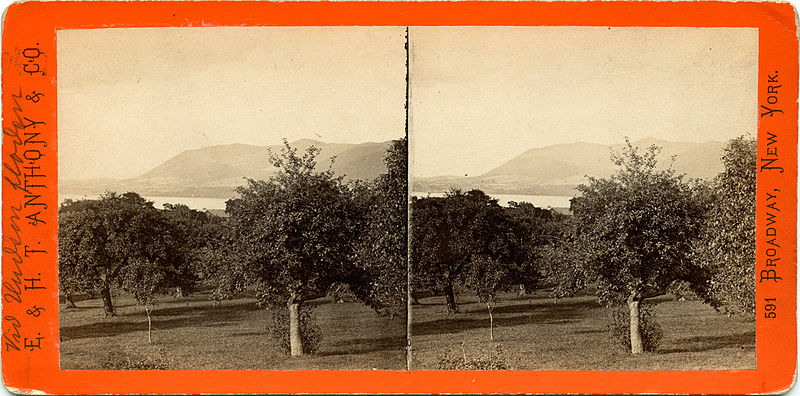 E. & H. T. ANTHONY & CO.
591 BROADWAY, NEW YORK.